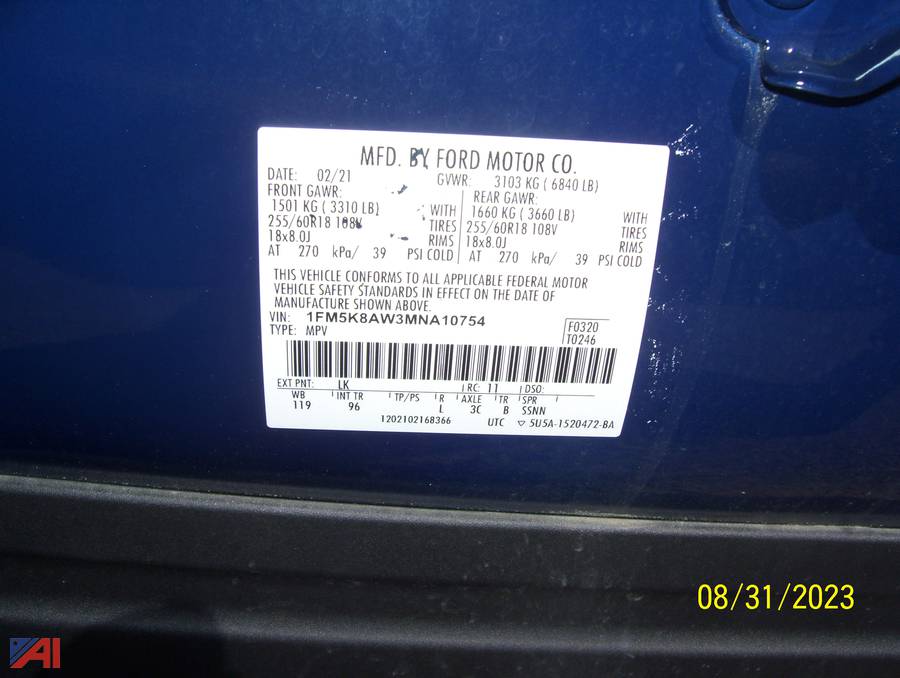 MFD. BY FORD MOTOR CO.
DATE: 02/21 GVWR: 3103 KG ( 6840 LB)
FRONT GAWR: REAR GAWR:
1501 KG ( 3310 LB) WITH 1660 KG ( 3660 LB) WITH
255/60R18 108V TIRES 255/60R18 108V TIRES
18x8.0J RIMS 18x8.0J RIMS
AT 270 kPa/ 39 PSI COLD AT 270 kPa/ 39 PSI COLD
THIS VEHICLE CONFORMS TO ALL APPLICABLE FEDERAL MOTOR
VEHICLE SAFETY STANDARDS IN EFFECT ON THE DATE OF
MANUFACTURE SHOWN ABOVE.
VIN: 1FM5K8AW3MNA10754 F0320
TYPE: MPV T0246
EXT PNT: LK RC: 11 DSO:
WB INT TR TP/PS R AXLE TR SPR
119 96 L 3C B SSNN
1202102168366 UTC ▽ 5U5A-1520472-BA
08/31/2023
AI